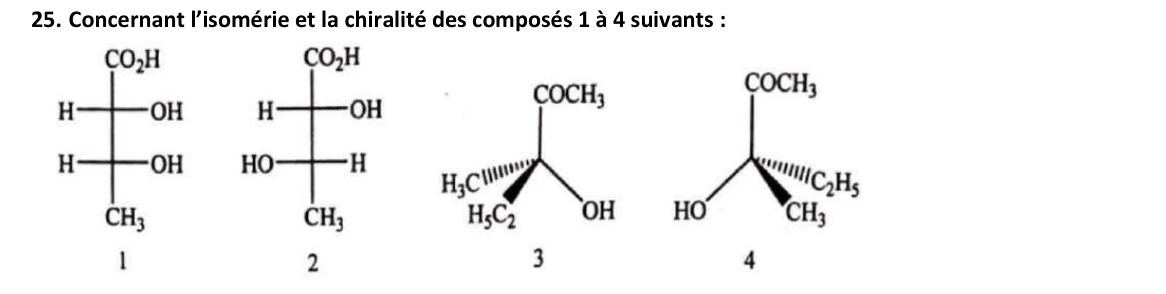 25. Concernant l’isomérie et la chiralité des composés 1 à 4 suivants :
CO₂H
H OH
H OH
CH₃
1
CO₂H
H OH
HO H
CH₃
2
COCH₃
H₃C
H₅C₂ OH
3
COCH₃
HO C₂H₅
CH₃
4